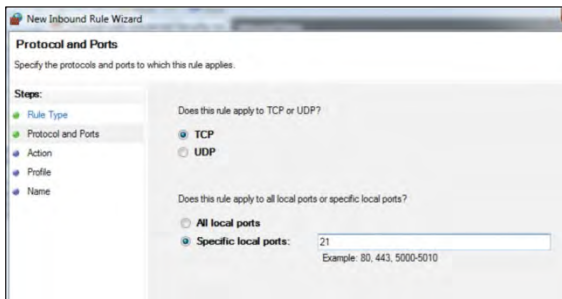 New Inbound Rule Wizard
Protocol and Ports
Specify the protocols and ports to which this rule applies.
Steps:
Rule Type
Protocol and Ports
Action
Profile
Name
Does this rule apply to TCP or UDP?
TCP
UDP
Does this rule apply to all local ports or specific local ports?
All local ports
Specific local ports: 21
Example: 80, 443, 5000-5010